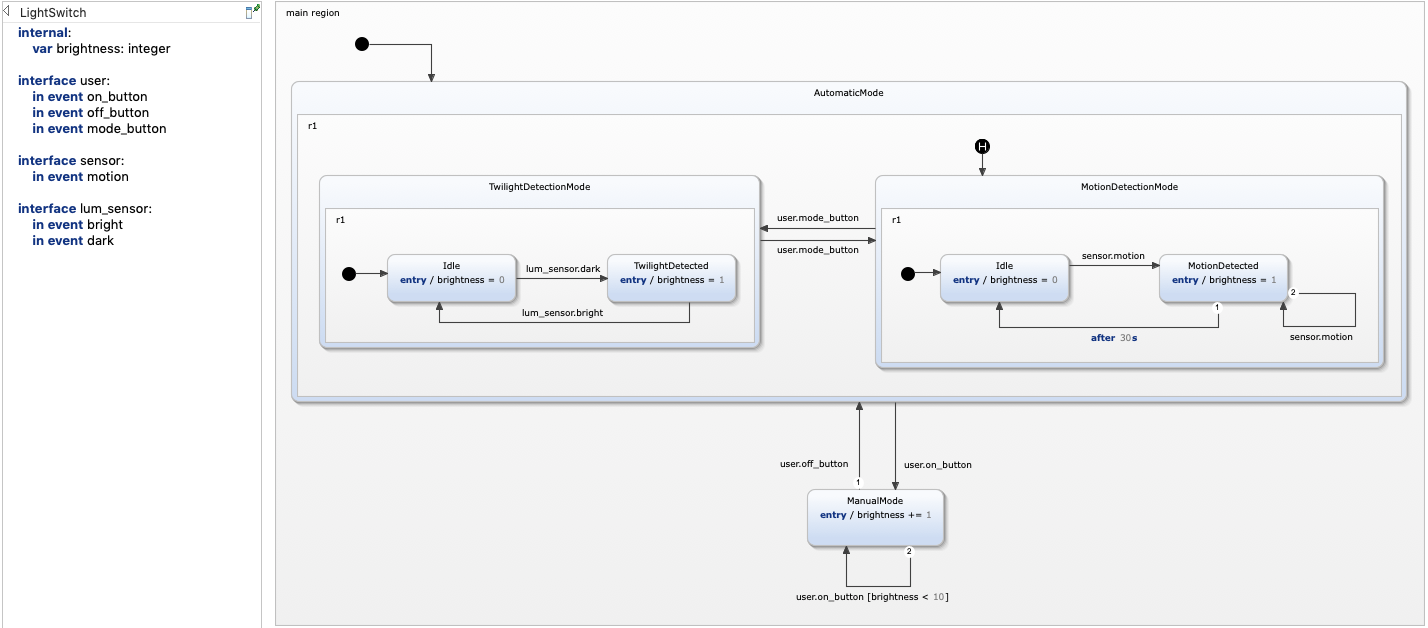 LightSwitch
internal:
var brightness: integer
interface user:
in event on_button
in event off_button
in event mode_button
interface sensor:
in event motion
interface lum_sensor:
in event bright
in event dark
main region
AutomaticMode
r1
H
TwilightDetectionMode
r1
Idle
entry / brightness = 0
lum_sensor.dark
TwilightDetected
entry / brightness = 1
lum_sensor.bright
user.mode_button
user.mode_button
MotionDetectionMode
r1
Idle
entry / brightness = 0
sensor.motion
MotionDetected
entry / brightness = 1
1
2
after 30s
sensor.motion
user.off_button
user.on_button
1
ManualMode
entry / brightness += 1
2
user.on_button [brightness < 10]